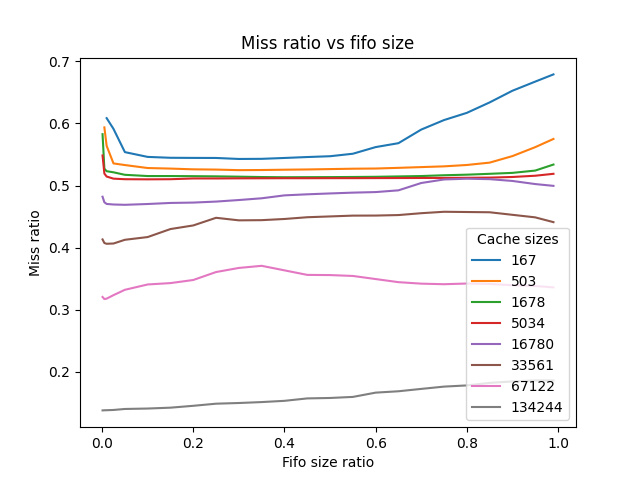 Miss ratio vs fifo size
0.7
0.6
0.5
0.4
0.3
0.2
Miss ratio
Cache sizes
167
503
1678
5034
16780
33561
67122
134244
0.0 0.2 0.4 0.6 0.8 1.0
Fifo size ratio